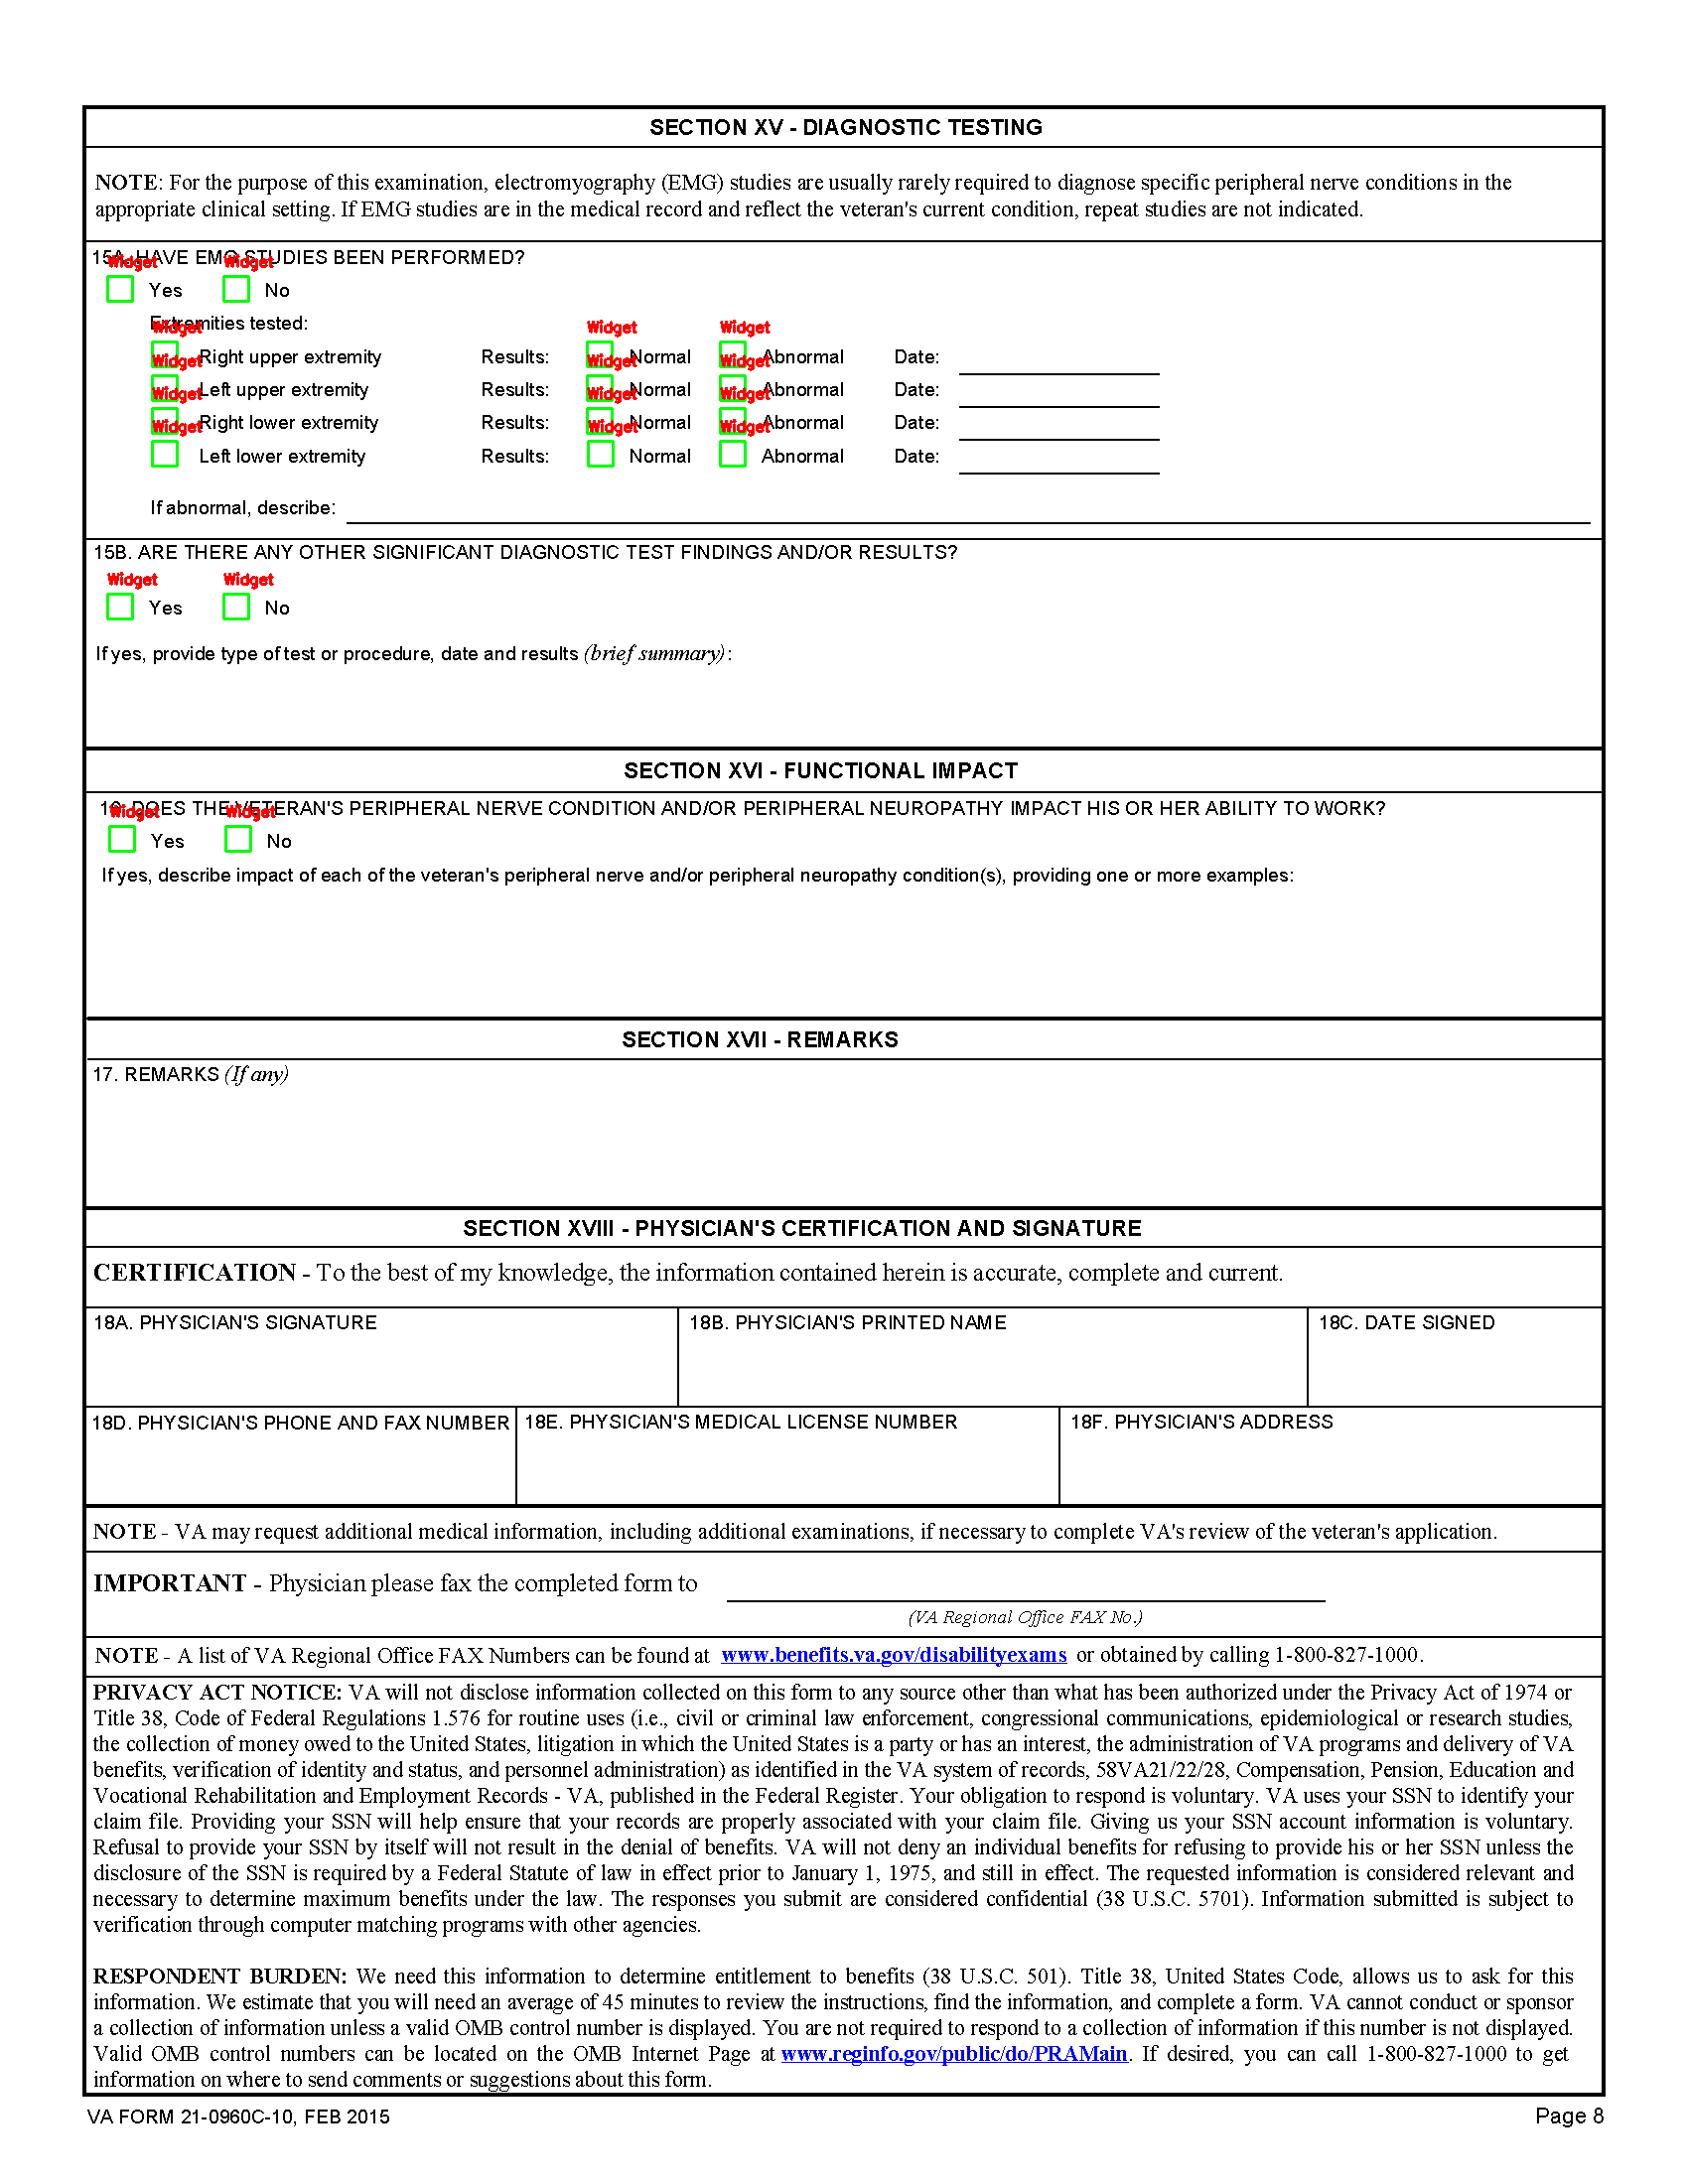 SECTION XV - DIAGNOSTIC TESTING
NOTE: For the purpose of this examination, electromyography (EMG) studies are usually rarely required to diagnose specific peripheral nerve conditions in the
appropriate clinical setting. If EMG studies are in the medical record and reflect the veteran's current condition, repeat studies are not indicated.
15A. HAVE EMG STUDIES BEEN PERFORMED?
Widget Widget
Yes No
Extremities tested:
Widget Widget Widget
Right upper extremity Results: Normal Abnormal Date:
Widget Widget Widget
Left upper extremity Results: Normal Abnormal Date:
Widget Widget Widget
Right lower extremity Results: Normal Abnormal Date:
Widget Widget Widget
Left lower extremity Results: Normal Abnormal Date:
If abnormal, describe:
15B. ARE THERE ANY OTHER SIGNIFICANT DIAGNOSTIC TEST FINDINGS AND/OR RESULTS?
Widget Widget
Yes No
If yes, provide type of test or procedure, date and results (brief summary):
SECTION XVI - FUNCTIONAL IMPACT
16. DOES THE VETERAN'S PERIPHERAL NERVE CONDITION AND/OR PERIPHERAL NEUROPATHY IMPACT HIS OR HER ABILITY TO WORK?
Widget Widget
Yes No
If yes, describe impact of each of the veteran's peripheral nerve and/or peripheral neuropathy condition(s), providing one or more examples:
SECTION XVII - REMARKS
17. REMARKS (If any)
SECTION XVIII - PHYSICIAN'S CERTIFICATION AND SIGNATURE
CERTIFICATION - To the best of my knowledge, the information contained herein is accurate, complete and current.
18A. PHYSICIAN'S SIGNATURE 18B. PHYSICIAN'S PRINTED NAME 18C. DATE SIGNED
18D. PHYSICIAN'S PHONE AND FAX NUMBER 18E. PHYSICIAN'S MEDICAL LICENSE NUMBER 18F. PHYSICIAN'S ADDRESS
NOTE - VA may request additional medical information, including additional examinations, if necessary to complete VA's review of the veteran's application.
IMPORTANT - Physician please fax the completed form to
(VA Regional Office FAX No.)
NOTE - A list of VA Regional Office FAX Numbers can be found at www.benefits.va.gov/disabilityexams or obtained by calling 1-800-827-1000.
PRIVACY ACT NOTICE: VA will not disclose information collected on this form to any source other than what has been authorized under the Privacy Act of 1974 or
Title 38, Code of Federal Regulations 1.576 for routine uses (i.e., civil or criminal law enforcement, congressional communications, epidemiological or research studies,
the collection of money owed to the United States, litigation in which the United States is a party or has an interest, the administration of VA programs and delivery of VA
benefits, verification of identity and status, and personnel administration) as identified in the VA system of records, 58VA21/22/28, Compensation, Pension, Education and
Vocational Rehabilitation and Employment Records - VA, published in the Federal Register. Your obligation to respond is voluntary. VA uses your SSN to identify your
claim file. Providing your SSN will help ensure that your records are properly associated with your claim file. Giving us your SSN account information is voluntary.
Refusal to provide your SSN by itself will not result in the denial of benefits. VA will not deny an individual benefits for refusing to provide his or her SSN unless the
disclosure of the SSN is required by a Federal Statute of law in effect prior to January 1, 1975, and still in effect. The requested information is considered relevant and
necessary to determine maximum benefits under the law. The responses you submit are considered confidential (38 U.S.C. 5701). Information submitted is subject to
verification through computer matching programs with other agencies.
RESPONDENT BURDEN: We need this information to determine entitlement to benefits (38 U.S.C. 501). Title 38, United States Code, allows us to ask for this
information. We estimate that you will need an average of 45 minutes to review the instructions, find the information, and complete a form. VA cannot conduct or sponsor
a collection of information unless a valid OMB control number is displayed. You are not required to respond to a collection of information if this number is not displayed.
Valid OMB control numbers can be located on the OMB Internet Page at www.reginfo.gov/public/do/PRAMain. If desired, you can call 1-800-827-1000 to get
information on where to send comments or suggestions about this form.
VA FORM 21-0960C-10, FEB 2015 Page 8